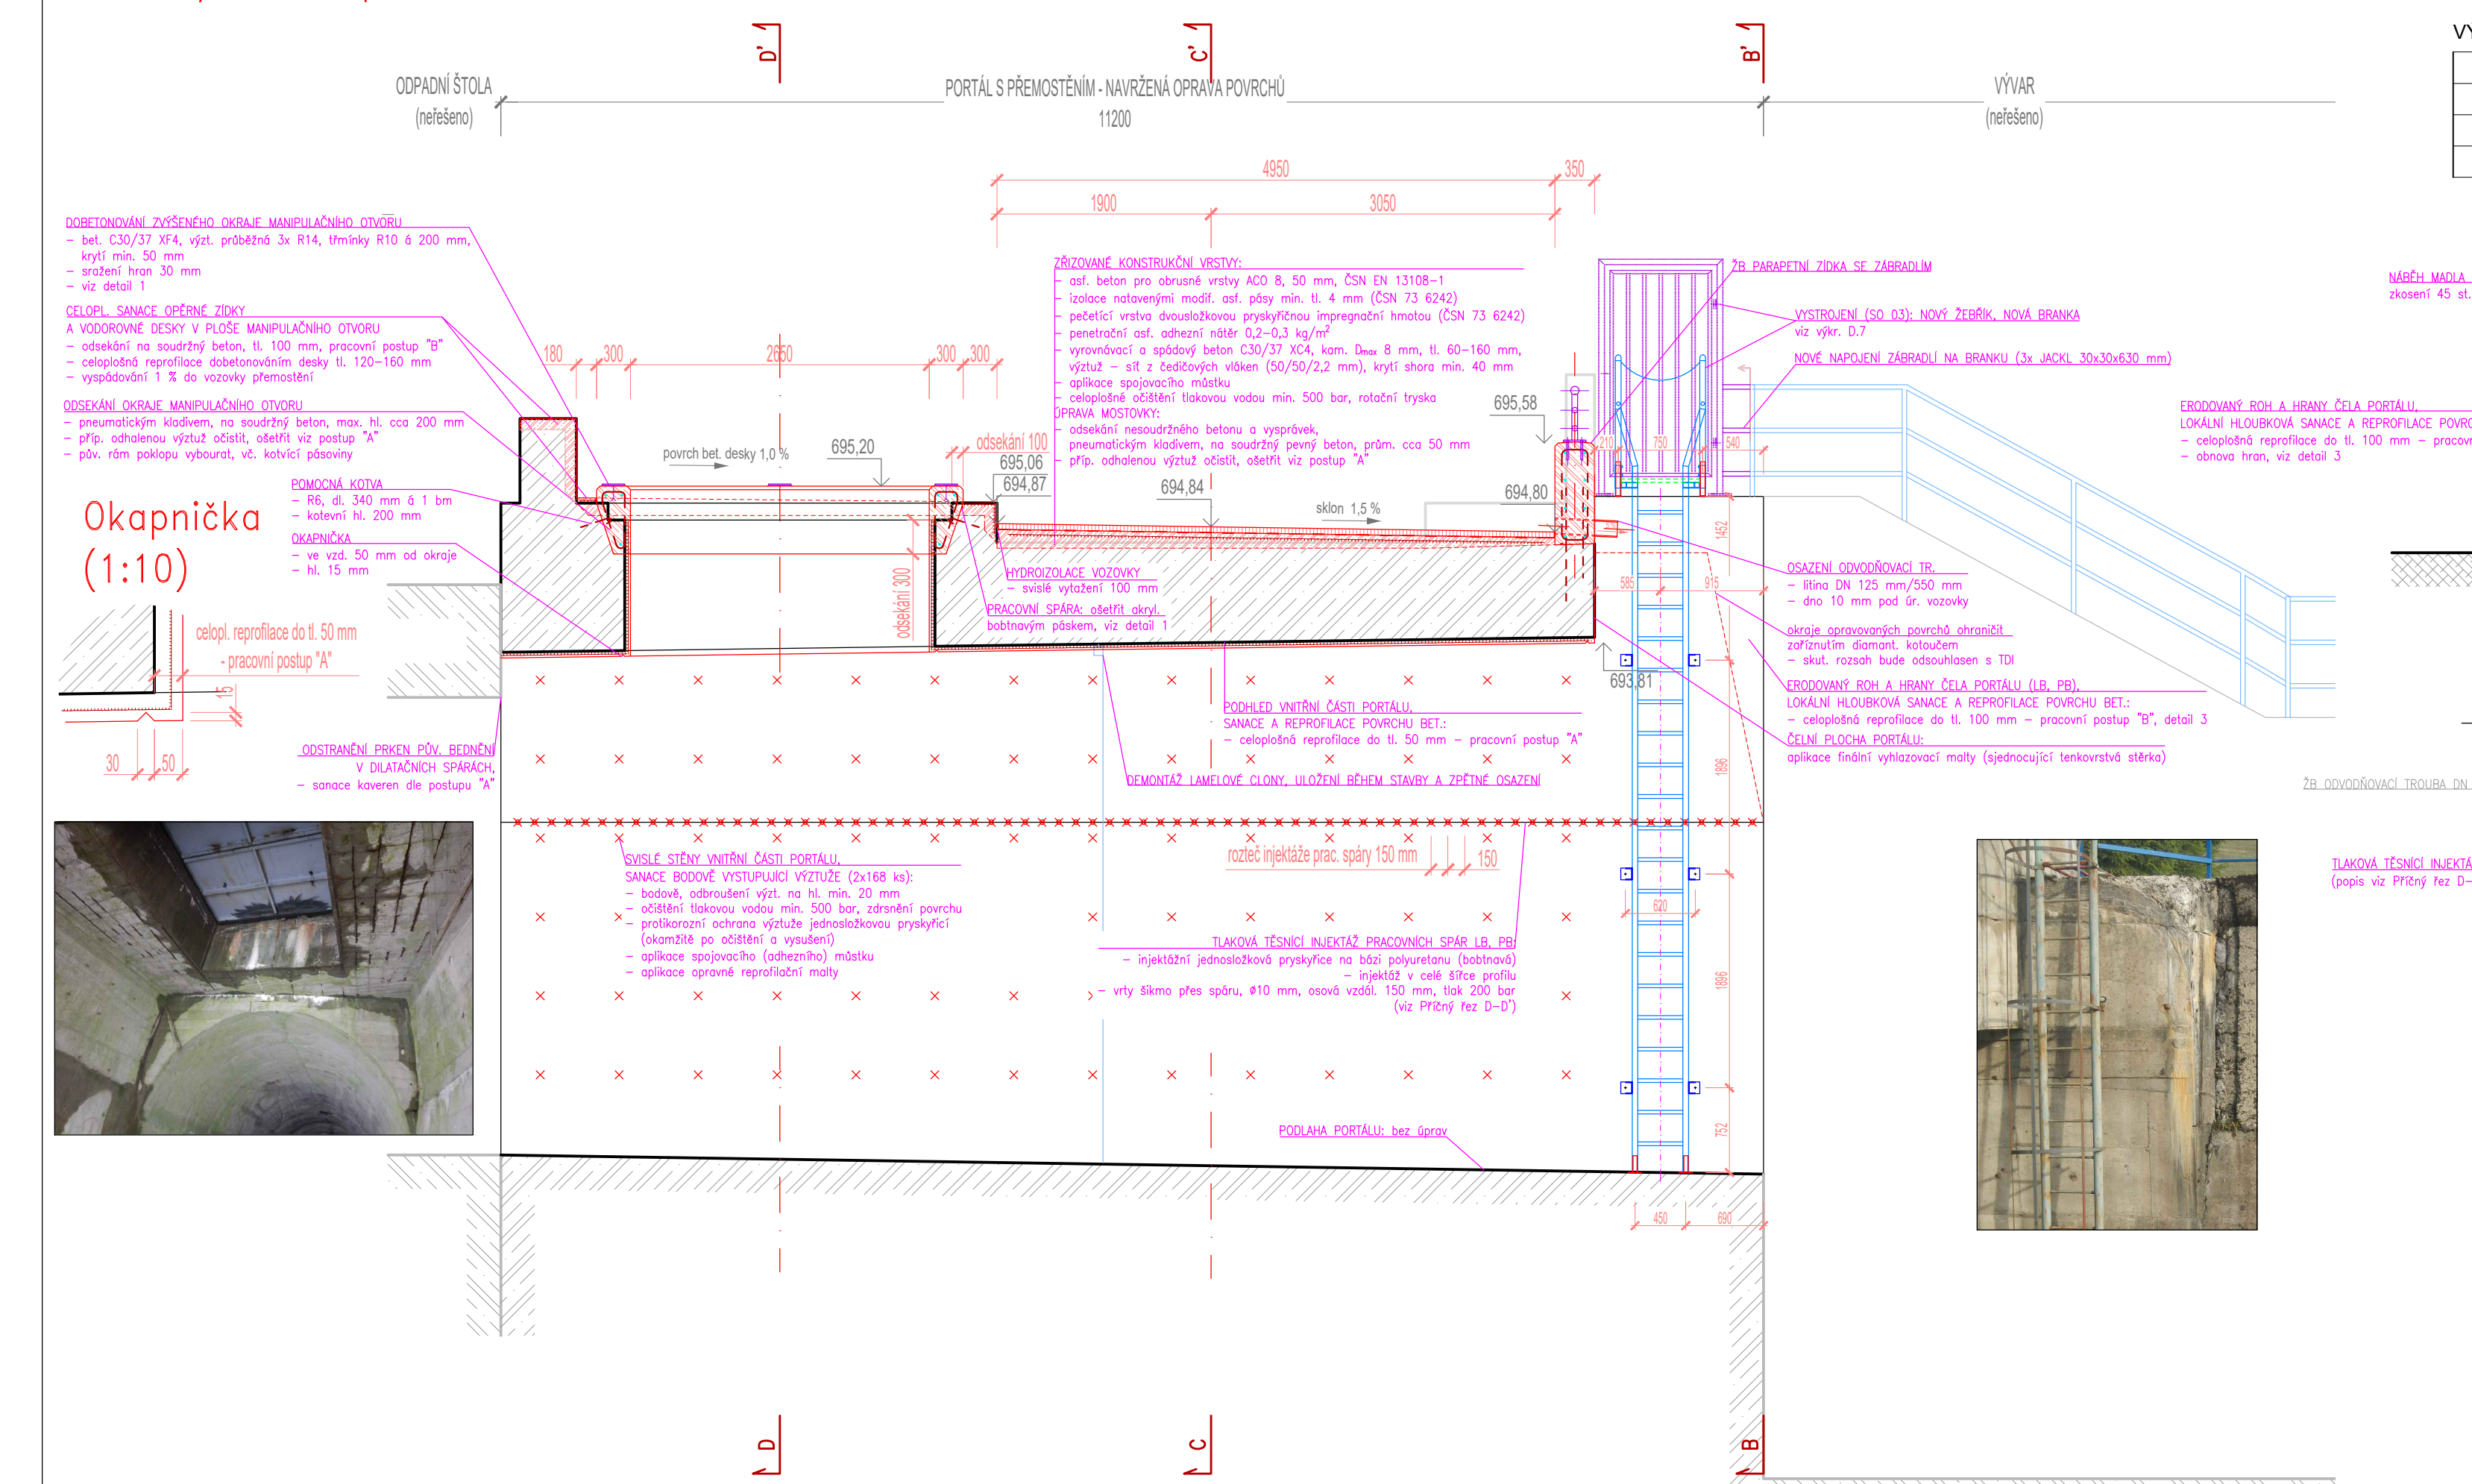 D'
C'
B'
VÝ
ODPADNÍ ŠTOLA
(neřešeno)
PORTÁL S PŘEMOSTĚNÍM - NAVRŽENÁ OPRAVA POVRCHŮ
11200
VÝVAR
(neřešeno)
4950
350
1900
3050
DOBETONOVÁNÍ ZVÝŠENÉHO OKRAJE MANIPULAČNÍHO OTVORU
– bet. C30/37 XF4, výzt. průběžná 3x R14, třmínky R10 á 200 mm,
krytí min. 50 mm
– sražení hran 30 mm
– viz detail 1
CELOPL. SANACE OPĚRNÉ ZÍDKY
A VODOROVNÉ DESKY V PLOŠE MANIPULAČNÍHO OTVORU
– odsekání na soudržný beton, tl. 100 mm, pracovní postup "B"
– celoplošná reprofilace dobetonováním desky tl. 120–160 mm
– vyspádování 1 % do vozovky přemostění
ODSEKÁNÍ OKRAJE MANIPULAČNÍHO OTVORU
– pneumatickým kladivem, na soudržný beton, max. hl. cca 200 mm
– příp. odhalenou výztuž očistit, ošetřit viz postup "A"
– pův. rám poklopu vybourat, vč. kotvící pásoviny
POMOCNÁ KOTVA
– R6, dl. 340 mm á 1 bm
– kotevní hl. 200 mm
OKAPNIČKA
– ve vzd. 50 mm od okraje
– hl. 15 mm
Okapnička
(1:10)
celopl. reprofilace do tl. 50 mm
- pracovní postup "A"
15
30
50
ODSTRANĚNÍ PRKEN PŮV. BEDNĚNÍ
V DILATAČNÍCH SPÁRÁCH,
– sanace kaveren dle postupu "A"
180
300
2650
300
300
povrch bet. desky 1,0 %
695,20
odsekání 100
695,06
694,87
odsekání 300
ZŘIZOVANÉ KONSTRUKČNÍ VRSTVY:
– asf. beton pro obrusné vrstvy ACO 8, 50 mm, ČSN EN 13108–1
– izolace natavenými modif. asf. pásy min. tl. 4 mm (ČSN 73 6242)
– pečetící vrstva dvousložkovou pryskyřičnou impregnační hmotou (ČSN 73 6242)
– penetrační asf. adhezní nátěr 0,2–0,3 kg/m²
– vyrovnávací a spádový beton C30/37 XC4, kam. Dmax 8 mm, tl. 60–160 mm,
výztuž – síť z čedičových vláken (50/50/2,2 mm), krytí shora min. 40 mm
– aplikace spojovacího můstku
– celoplošné očištění tlakovou vodou min. 500 bar, rotační tryska
ÚPRAVA MOSTOVKY:
– odsekání nesoudržného betonu a vysprávek,
pneumatickým kladivem, na soudržný pevný beton, prům. cca 50 mm
– příp. odhalenou výztuž očistit, ošetřit viz postup "A"
694,84
sklon 1,5 %
694,80
695,58
693,81
HYDROIZOLACE VOZOVKY
– svislé vytažení 100 mm
PRACOVNÍ SPÁRA: ošetřit akryl.
bobtnavým páskem, viz detail 1
PODHLED VNITŘNÍ ČÁSTI PORTÁLU,
SANACE A REPROFILACE POVRCHU BET.:
– celoplošná reprofilace do tl. 50 mm – pracovní postup "A"
DEMONTÁŽ LAMELOVÉ CLONY, ULOŽENÍ BĚHEM STAVBY A ZPĚTNÉ OSAZENÍ
ŽB PARAPETNÍ ZÍDKA SE ZÁBRADLÍM
VYSTROJENÍ (SO 03): NOVÝ ŽEBŘÍK, NOVÁ BRANKA
viz výkr. D.7
NOVÉ NAPOJENÍ ZÁBRADLÍ NA BRANKU (3x JACKL 30x30x630 mm)
210
750
540
1452
585
915
1896
620
1896
752
450
690
OSAZENÍ ODVODŇOVACÍ TR.
– litina DN 125 mm/550 mm
– dno 10 mm pod úr. vozovky
okraje opravovaných povrchů ohraničit
zaříznutím diamant. kotoučem
– skut. rozsah bude odsouhlasen s TDI
ERODOVANÝ ROH A HRANY ČELA PORTÁLU (LB, PB),
LOKÁLNÍ HLOUBKOVÁ SANACE A REPROFILACE POVRCHU BET.:
– celoplošná reprofilace do tl. 100 mm – pracovní postup "B", detail 3
ČELNÍ PLOCHA PORTÁLU:
aplikace finální vyhlazovací malty (sjednocující tenkovrstvá stěrka)
NÁBĚH MADLA
zkosení 45 st.
ERODOVANÝ ROH A HRANY ČELA PORTÁLU,
LOKÁLNÍ HLOUBKOVÁ SANACE A REPROFILACE POVRC
– celoplošná reprofilace do tl. 100 mm – pracovn
– obnova hran, viz detail 3
ŽB ODVODŇOVACÍ TROUBA DN
TLAKOVÁ TĚSNÍCÍ INJEKTÁ
(popis viz Příčný řez D–
SVISLÉ STĚNY VNITŘNÍ ČÁSTI PORTÁLU,
SANACE BODOVĚ VYSTUPUJÍCÍ VÝZTUŽE (2x168 ks):
– bodově, odbroušení výzt. na hl. min. 20 mm
– očištění tlakovou vodou min. 500 bar, zdrsnění povrchu
– protikorozní ochrana výztuže jednosložkovou pryskyřicí
(okamžitě po očištění a vysušení)
– aplikace spojovacího (adhezního) můstku
– aplikace opravné reprofilační malty
rozteč injektáže prac. spáry 150 mm
150
TLAKOVÁ TĚSNÍCÍ INJEKTÁŽ PRACOVNÍCH SPÁR LB, PB:
– injektážní jednosložková pryskyřice na bázi polyuretanu (bobtnavá)
– injektáž v celé šířce profilu
– vrty šikmo přes spáru, ø10 mm, osová vzdál. 150 mm, tlak 200 bar
(viz Příčný řez D–D')
PODLAHA PORTÁLU: bez úprav
D
C
B